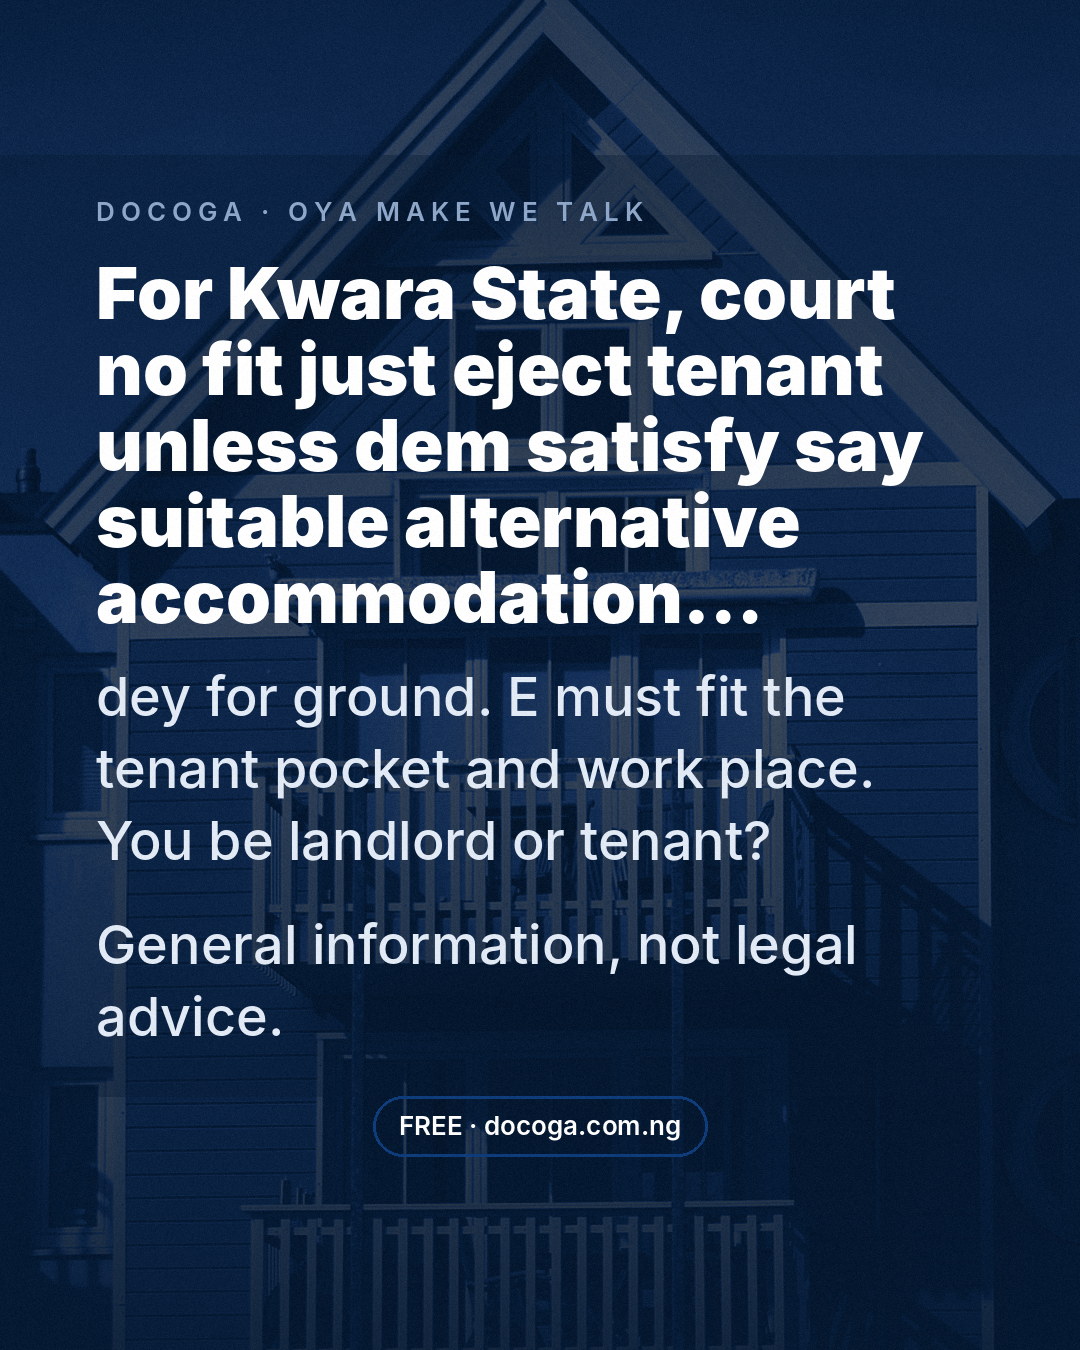 DOCOGA · OYA MAKE WE TALK
For Kwara State, court
no fit just eject tenant
unless dem satisfy say
suitable alternative
accommodation…
dey for ground. E must fit the
tenant pocket and work place.
You be landlord or tenant?
General information, not legal
advice.
FREE · docoga.com.ng